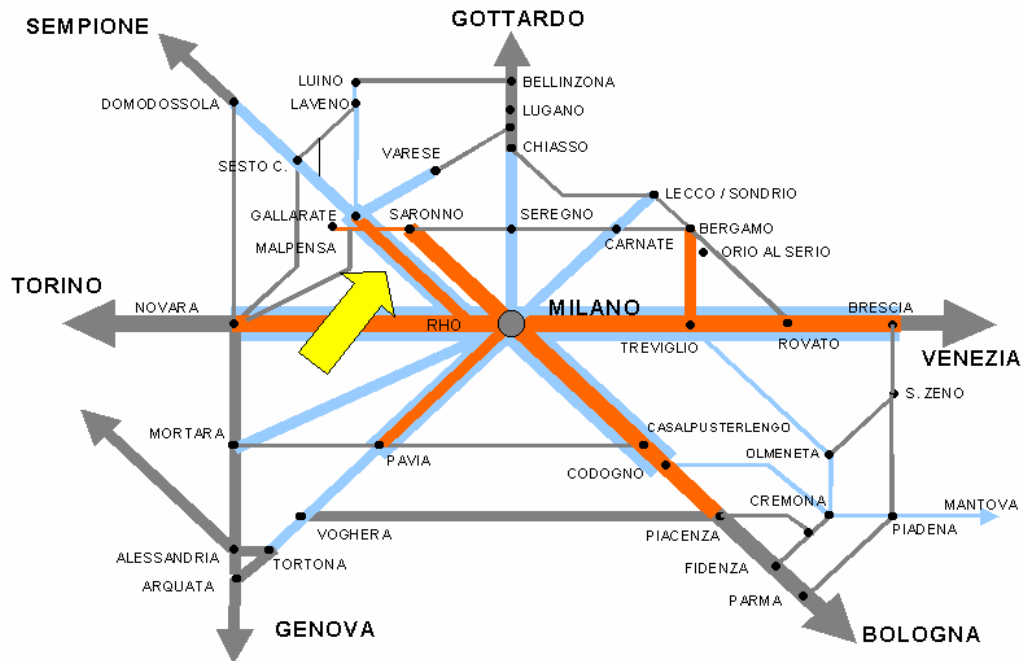 GOTTARDO
SEMPIONE
LUINO
BELLINZONA
DOMODOSSOLA
LAVENO
LUGANO
VARESE
CHIASSO
SESTO C.
LECCO / SONDRIO
GALLARATE
SARONNO
SEREGNO
BERGAMO
MALPENSA
CARNATE
ORIO AL SERIO
TORINO
NOVARA
MILANO
BRESCIA
RHO
TREVIGLIO
ROVATO
VENEZIA
S. ZENO
MORTARA
CASALPUSTERLENGO
PAVIA
OLMENETA
CODOGNO
CREMONA
MANTOVA
VOGHERA
PIACENZA
PIADENA
ALESSANDRIA
TORTONA
FIDENZA
ARQUATA
PARMA
GENOVA
BOLOGNA